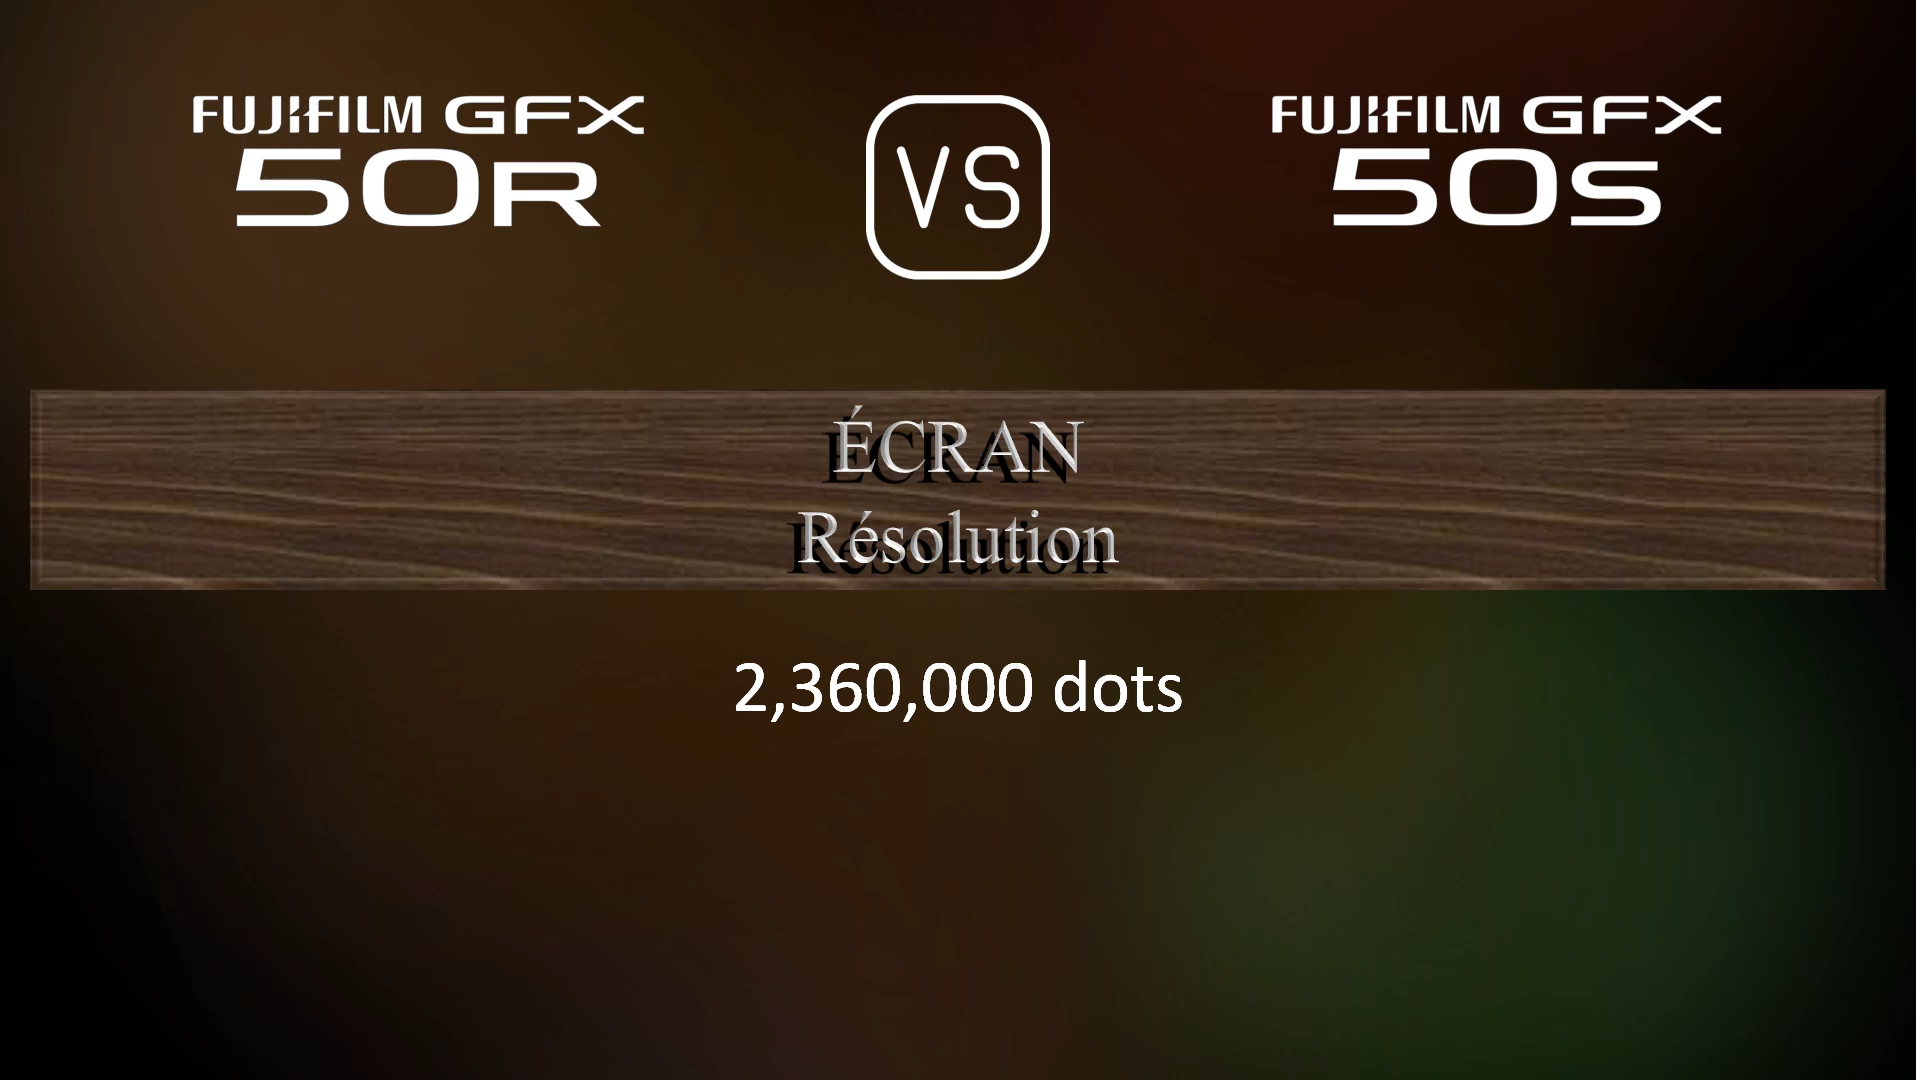 FUJIFILM GFX
50R
VS
FUJIFILM GFX
50S
ÉCRAN
Résolution
2,360,000 dots